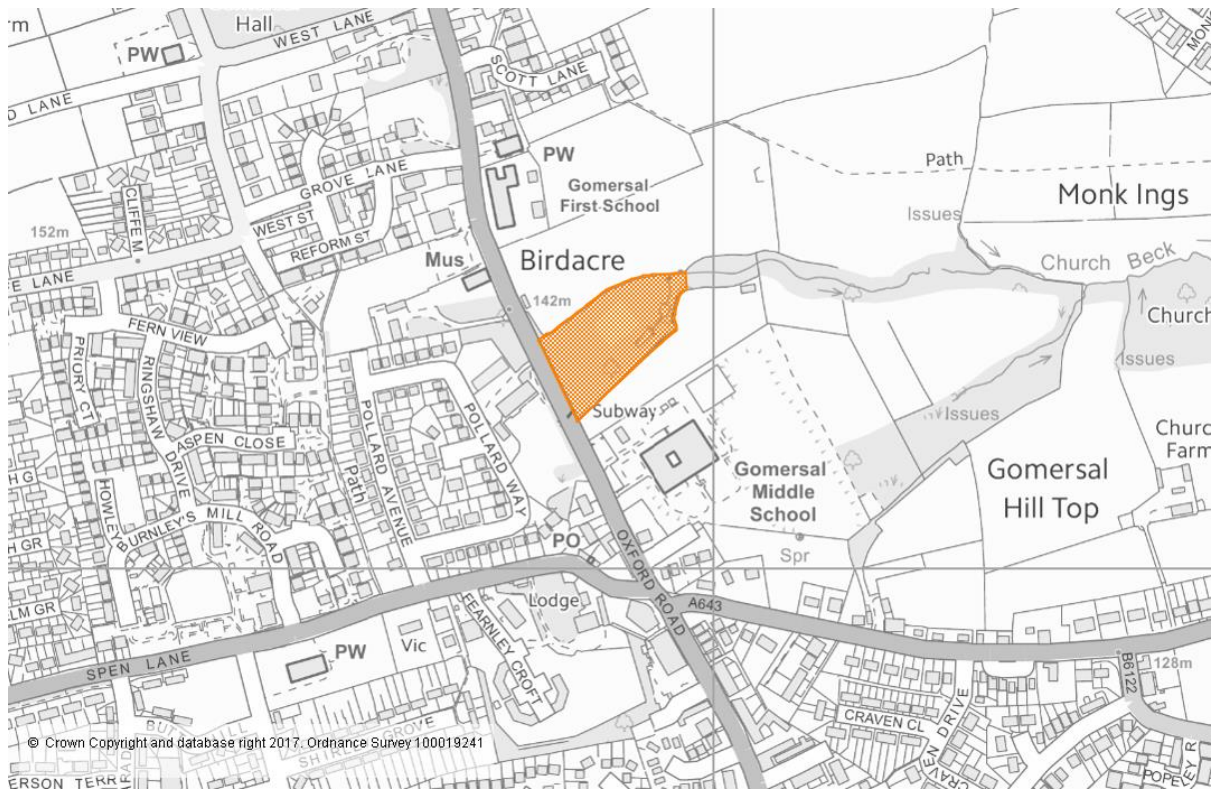 Hall
WEST LANE
PW
SCOTT LANE
LANE
PW
GROVE LANE
Gomersal
First School
Path
Monk Ings
CLIFFE M
WEST ST
152m
REFORM ST
Issues
Mus
Birdacre
Church Beck
LANE
142m
FERN VIEW
Church
Issues
PRIORY CT
RINGSHAW DRIVE
POLLARD AVENUE
POLLARD WAY
Subway
Issues
ASPEN CLOSE
Path
Gomersal
Middle
School
Gomersal
Hill Top
Farm
HOWLEY
BURNLEY'S MILL ROAD
PO
OXFORD ROAD
Spr
Lodge
A643
FEARNLEY CROFT
SPEN LANE
PW
Vic
B6122
128m
CRAVEN CL
CRAVEN DRIVE
© Crown Copyright and database right 2017. Ordnance Survey 100019241